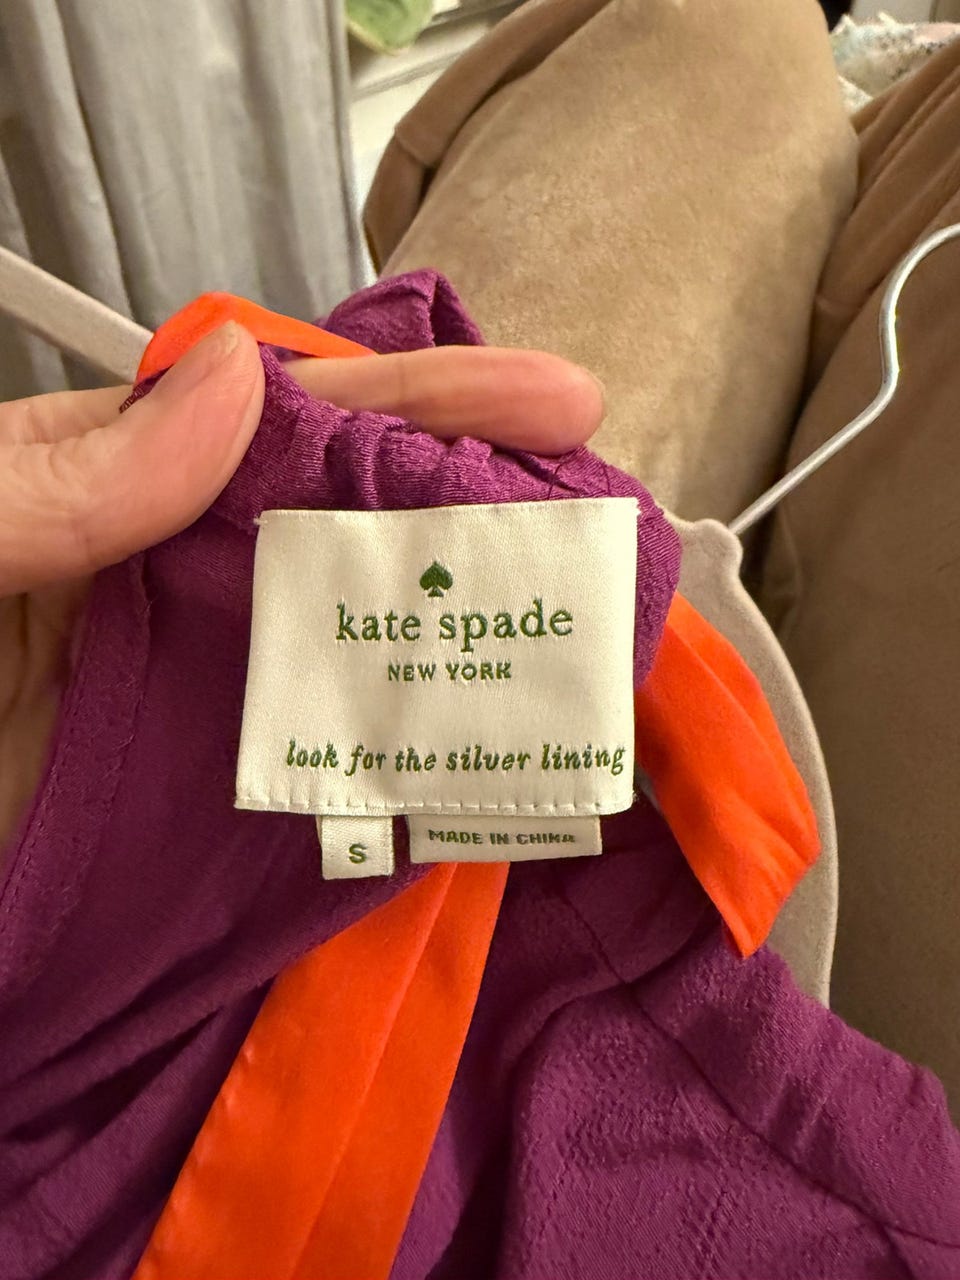 kate spade
NEW YORK
look for the silver lining
S
MADE IN CHINA